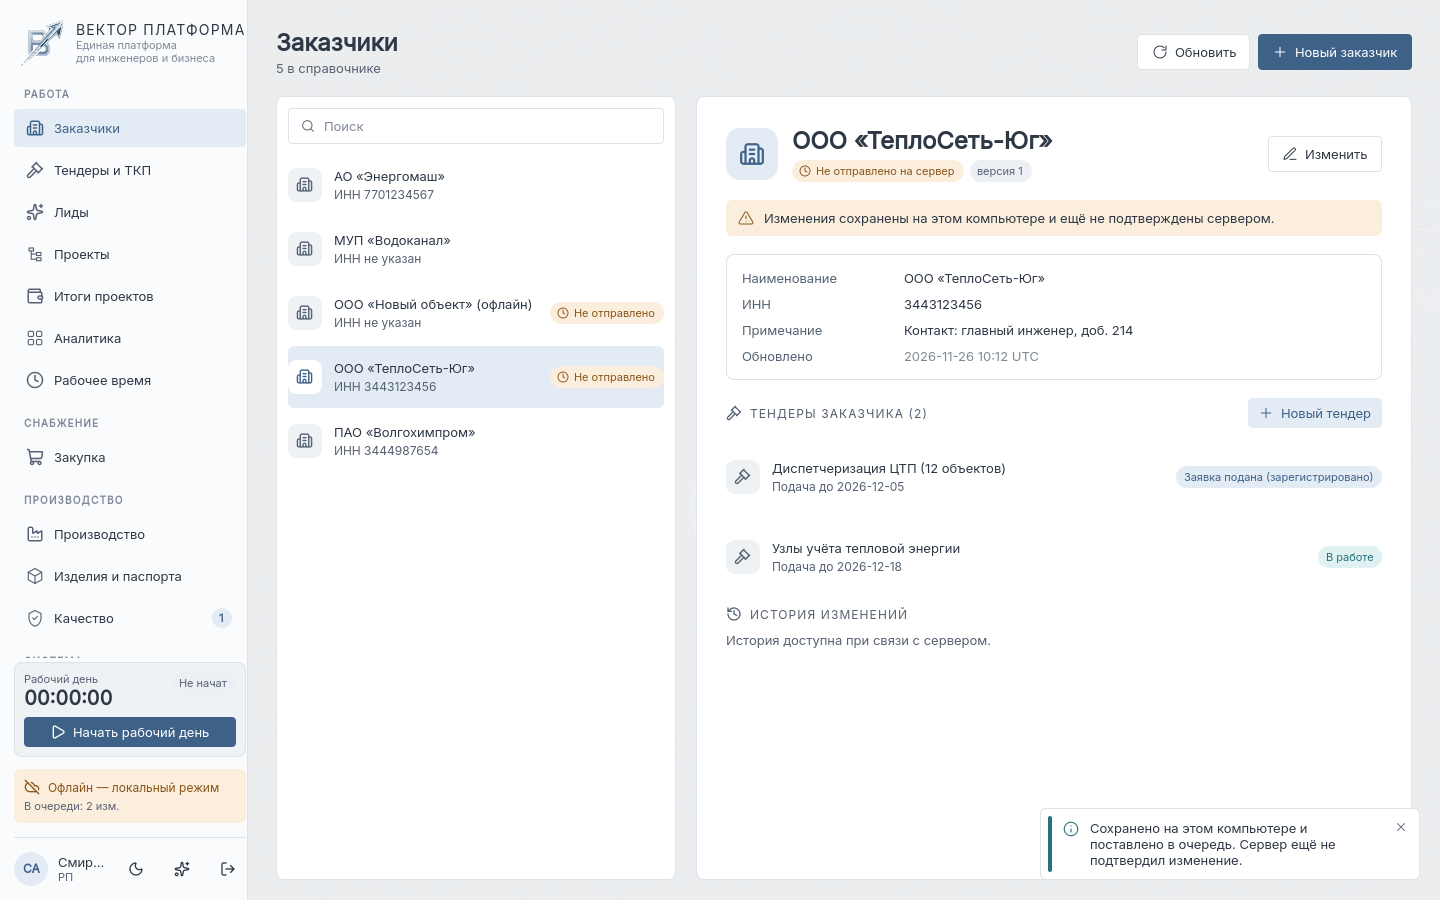 ВЕКТОР ПЛАТФОРМА
Единая платформа
для инженеров и бизнеса
РАБОТА
Заказчики
Тендеры и ТКП
Лиды
Проекты
Итоги проектов
Аналитика
Рабочее время
СНАБЖЕНИЕ
Закупка
ПРОИЗВОДСТВО
Производство
Изделия и паспорта
Качество 1
Рабочий день
Не начат
00:00:00
Начать рабочий день
Офлайн — локальный режим
В очереди: 2 изм.
СА
Смир...
РП
Заказчики
5 в справочнике
Обновить
Новый заказчик
Поиск
АО «Энергомаш»
ИНН 7701234567
МУП «Водоканал»
ИНН не указан
ООО «Новый объект» (офлайн)
ИНН не указан
Не отправлено
ООО «ТеплоСеть-Юг»
ИНН 3443123456
Не отправлено
ПАО «Волгохимпром»
ИНН 3444987654
ООО «ТеплоСеть-Юг»
Не отправлено на сервер
версия 1
Изменить
Изменения сохранены на этом компьютере и ещё не подтверждены сервером.
Наименование ООО «ТеплоСеть-Юг»
ИНН 3443123456
Примечание Контакт: главный инженер, доб. 214
Обновлено 2026-11-26 10:12 UTC
ТЕНДЕРЫ ЗАКАЗЧИКА (2)
Новый тендер
Диспетчеризация ЦТП (12 объектов)
Подача до 2026-12-05
Заявка подана (зарегистрировано)
Узлы учёта тепловой энергии
Подача до 2026-12-18
В работе
ИСТОРИЯ ИЗМЕНЕНИЙ
История доступна при связи с сервером.
Сохранено на этом компьютере и
поставлено в очередь. Сервер ещё не
подтвердил изменение.